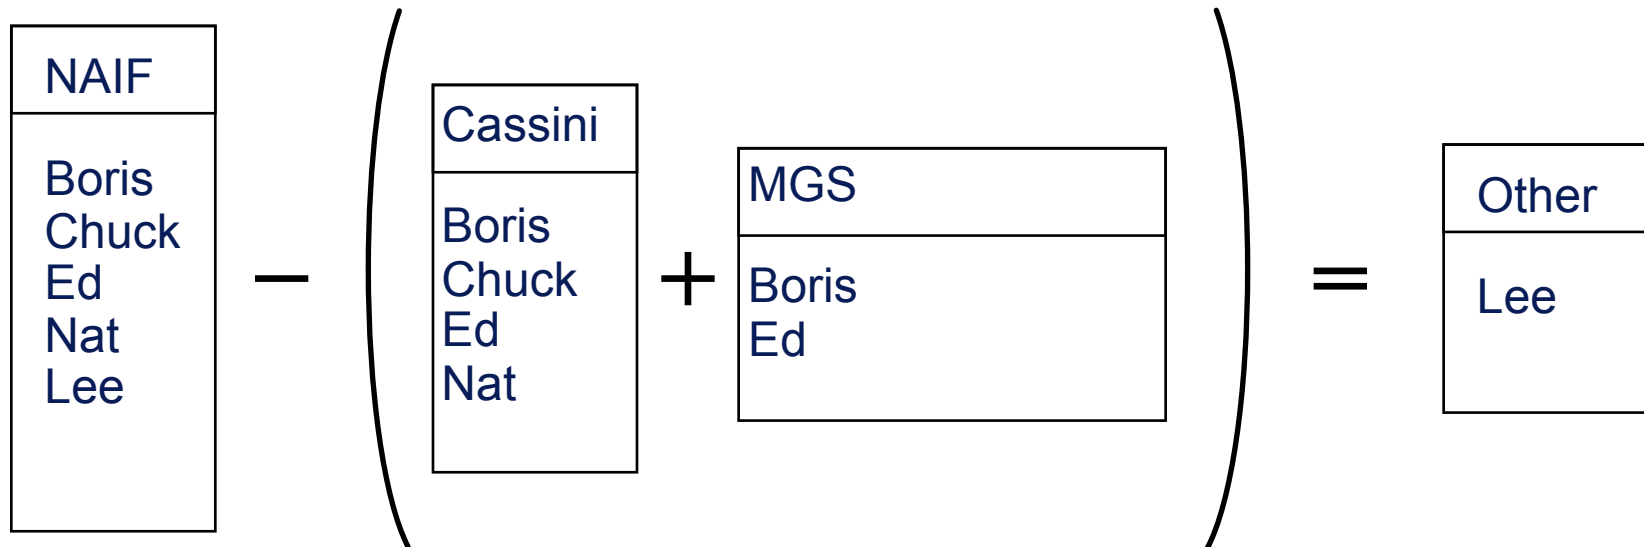 NAIF
Boris
Chuck
Ed
Nat
Lee
−
Cassini
Boris
Chuck
Ed
Nat
+
MGS
Boris
Ed
=
Other
Lee